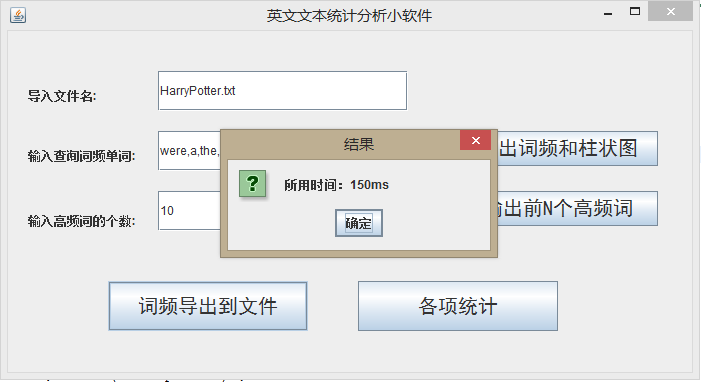 英文文本统计分析小软件
导入文件名:
HarryPotter.txt
输入查询词频单词:
were,a,the,
出词频和柱状图
结果
所用时间：150ms
确定
输入高频词的个数:
10
出前N个高频词
词频导出到文件
各项统计